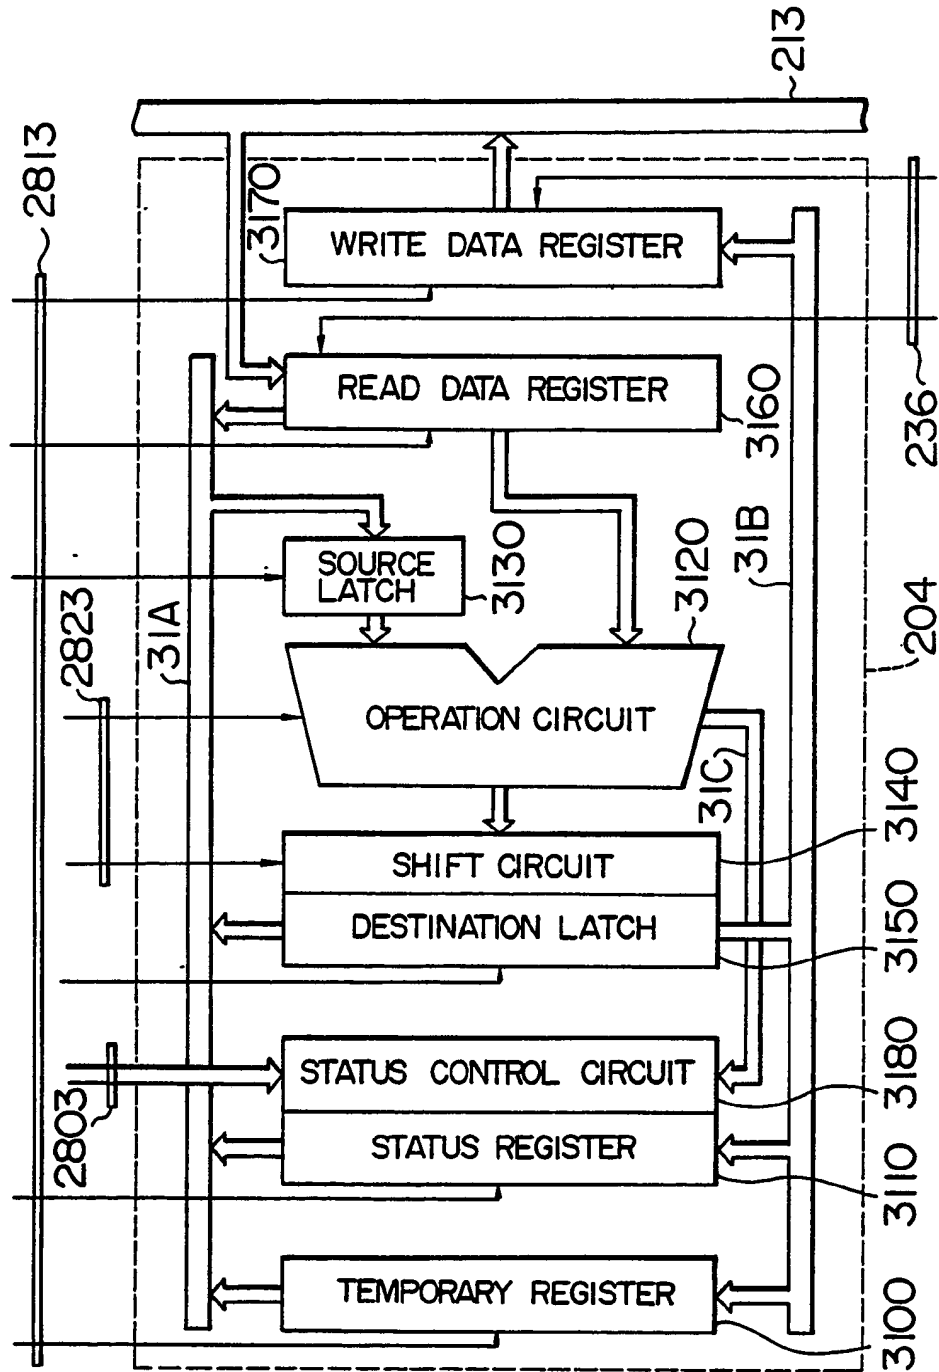 213
2813
3170
WRITE DATA REGISTER
READ DATA REGISTER
3160
236
SOURCE
LATCH
3130
3120
31B
2823
31A
204
OPERATION CIRCUIT
31C
SHIFT CIRCUIT
3140
DESTINATION LATCH
3150
2803
STATUS CONTROL CIRCUIT
3180
STATUS REGISTER
3110
TEMPORARY REGISTER
3100